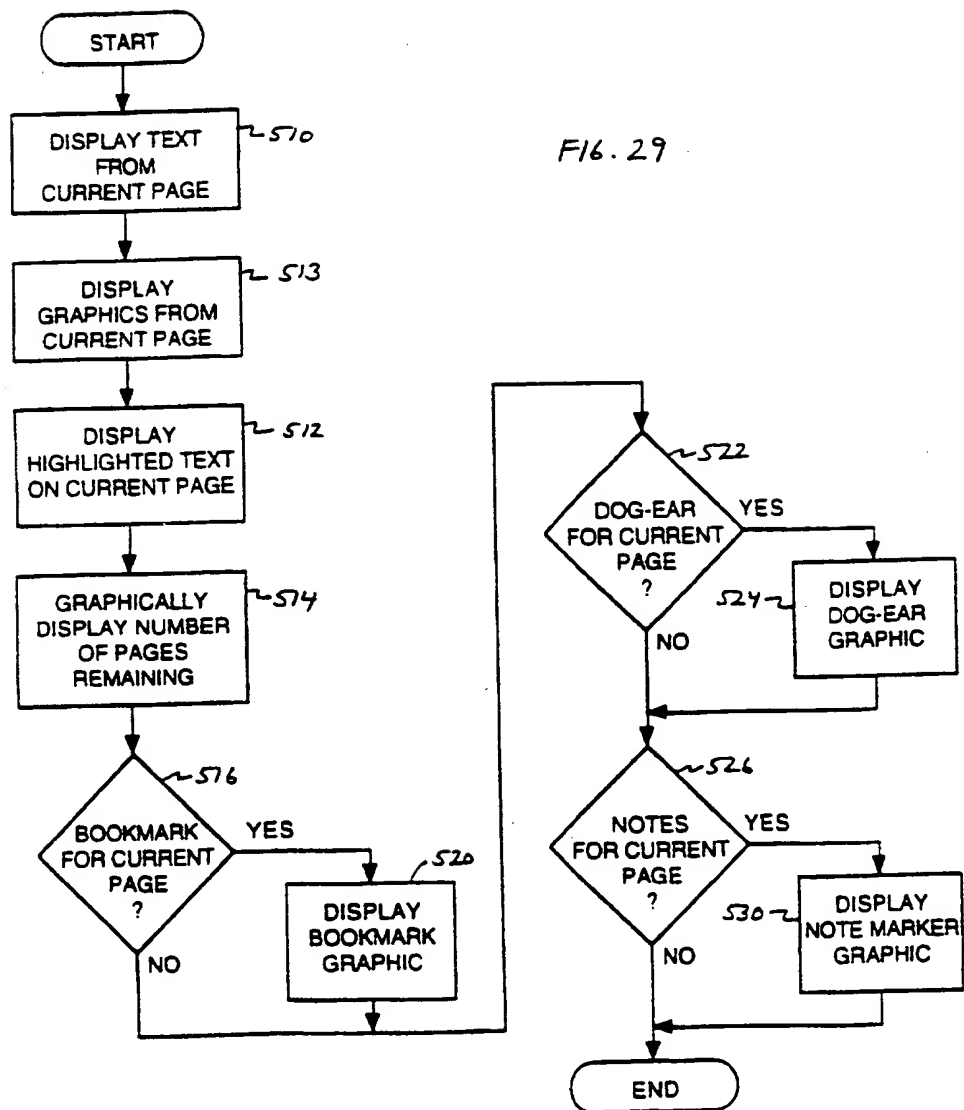 START
DISPLAY TEXT
FROM
CURRENT PAGE
510
FIG. 29
DISPLAY
GRAPHICS FROM
CURRENT PAGE
513
DISPLAY
HIGHLIGHTED TEXT
ON CURRENT PAGE
512
GRAPHICALLY
DISPLAY NUMBER
OF PAGES
REMAINING
514
516
BOOKMARK
FOR CURRENT
PAGE
?
YES
NO
520
DISPLAY
BOOKMARK
GRAPHIC
522
DOG-EAR
FOR CURRENT
PAGE
?
YES
NO
524
DISPLAY
DOG-EAR
GRAPHIC
526
NOTES
FOR CURRENT
PAGE
?
YES
NO
530
DISPLAY
NOTE MARKER
GRAPHIC
END